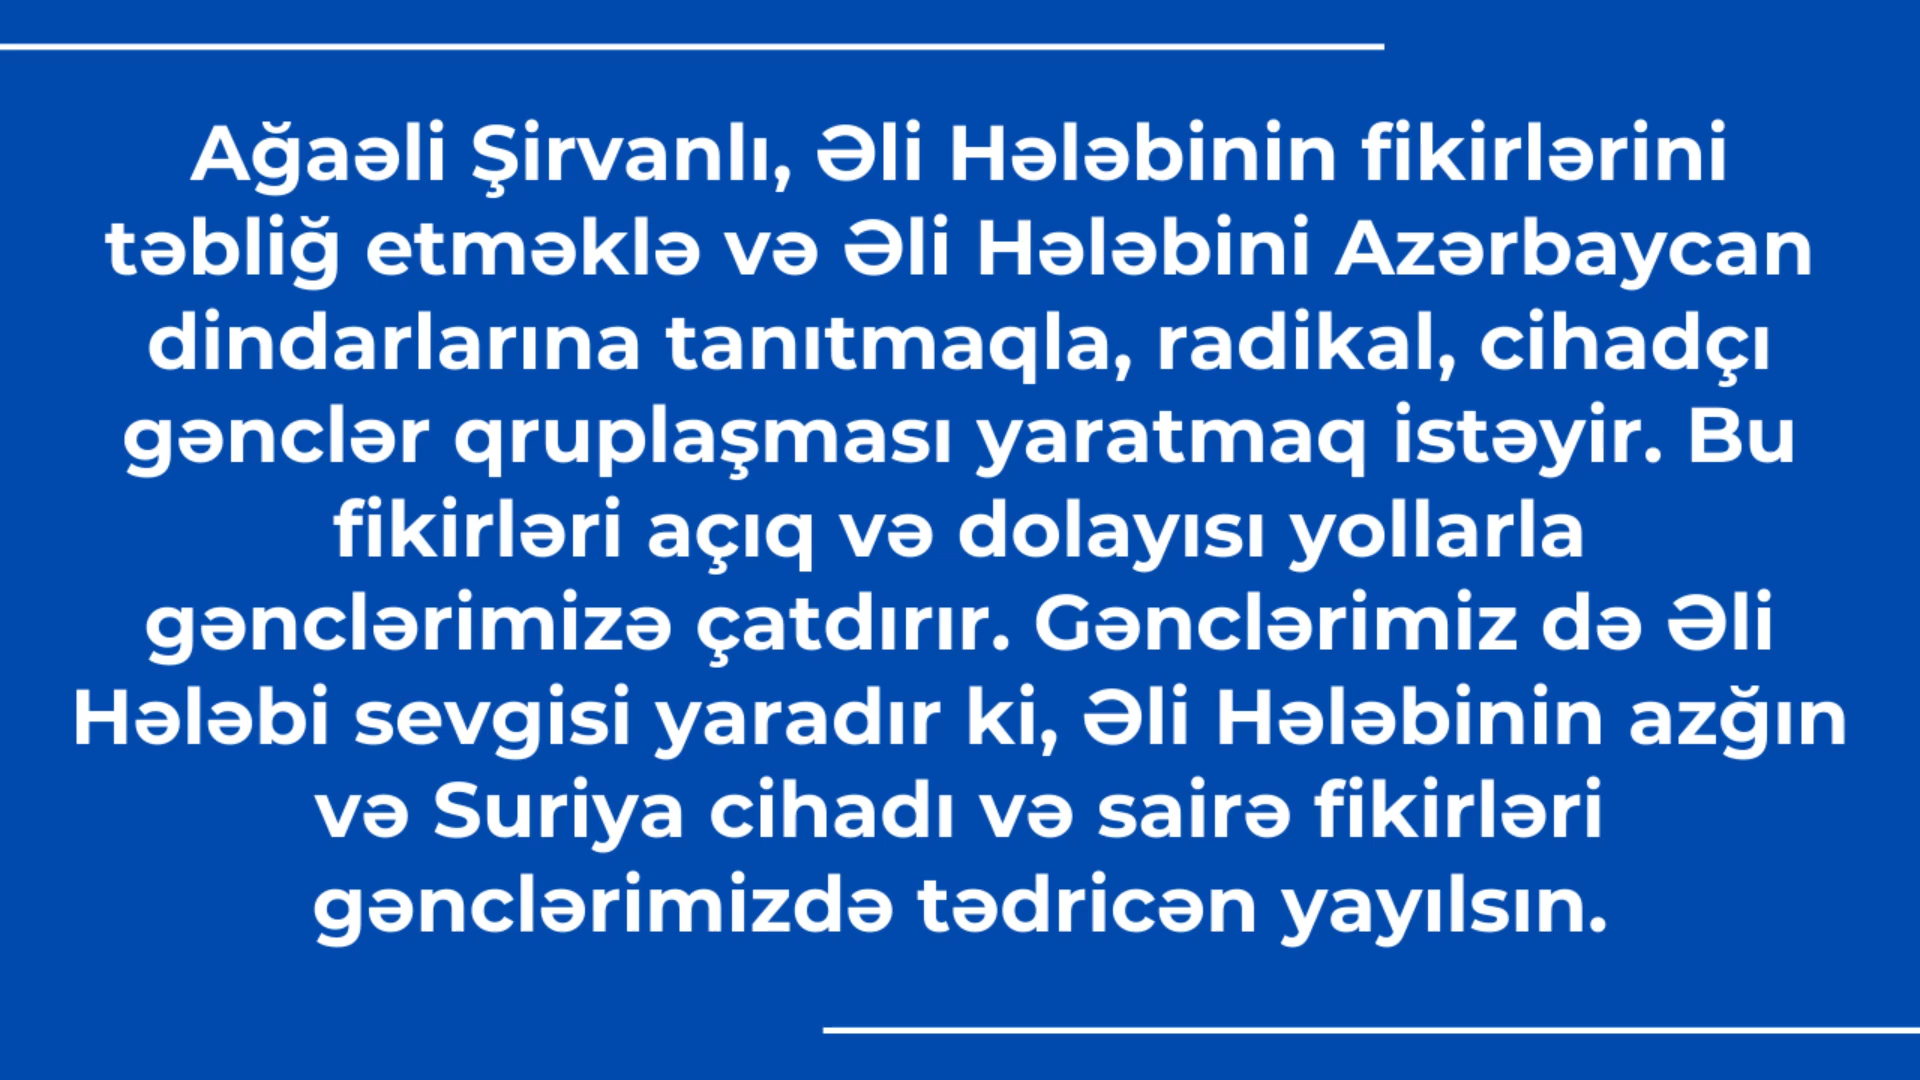 Ağaəli Şirvanlı, Əli Hələbinin fikirlərini
təbliğ etməklə və Əli Hələbini Azərbaycan
dindarlarına tanıtmaqla, radikal, cihadçı
gənclər qruplaşması yaratmaq istəyir. Bu
fikirləri açıq və dolayısı yollarla
gənclərimizə çatdırır. Gənclərimiz də Əli
Hələbi sevgisi yaradır ki, Əli Hələbinin azğın
və Suriya cihadı və sairə fikirləri
gənclərimizdə tədricən yayılsın.